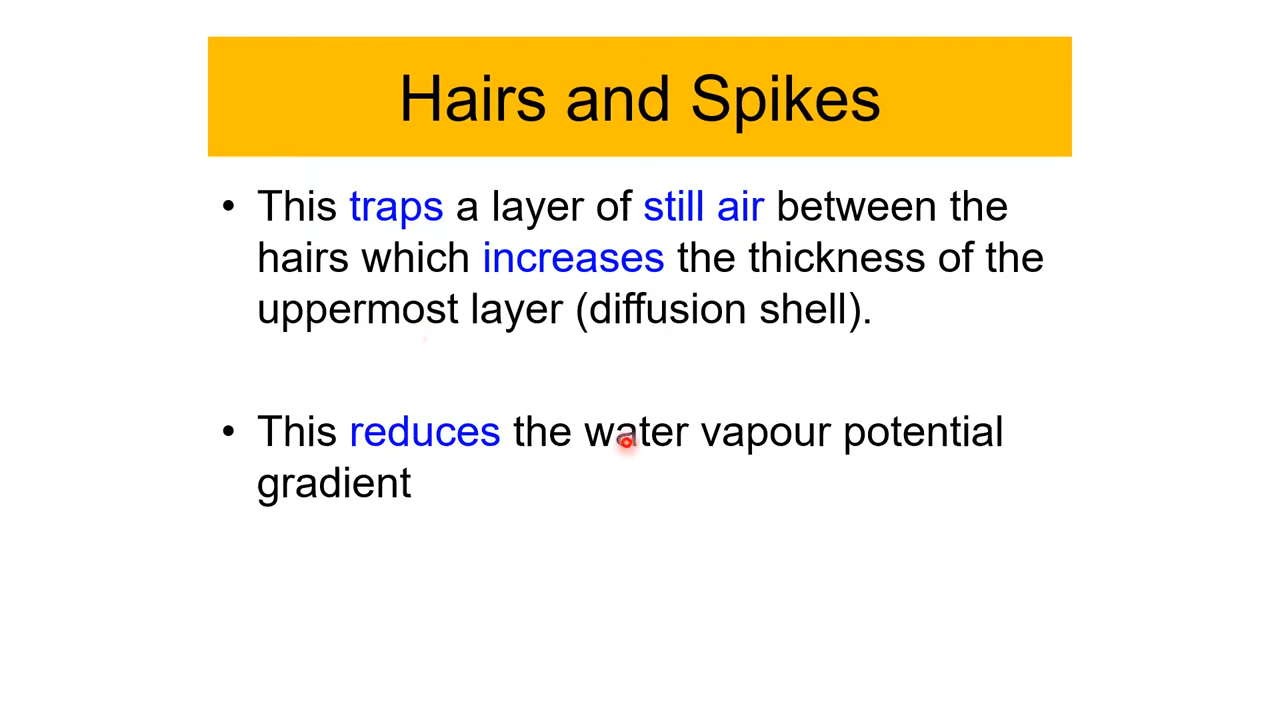 Hairs and Spikes
• This traps a layer of still air between the
hairs which increases the thickness of the
uppermost layer (diffusion shell).
• This reduces the water vapour potential
gradient